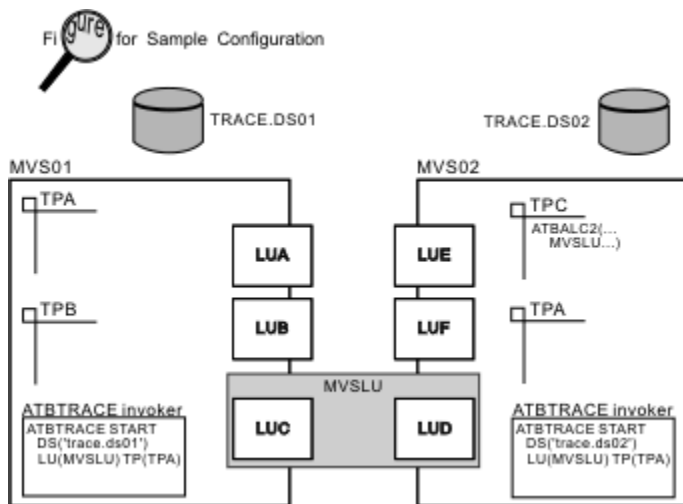 Figure for Sample Configuration
TRACE.DS01
TRACE.DS02
MVS01
MVS02
TPA
TPC
ATBALC2(...
MVSLU...)
LUA
LUE
TPB
LUB
LUF
TPA
MVSLU
LUC
LUD
ATBTRACE invoker
ATBTRACE START
DS('trace.ds01')
LU(MVSLU) TP(TPA)
ATBTRACE invoker
ATBTRACE START
DS('trace.ds02')
LU(MVSLU) TP(TPA)